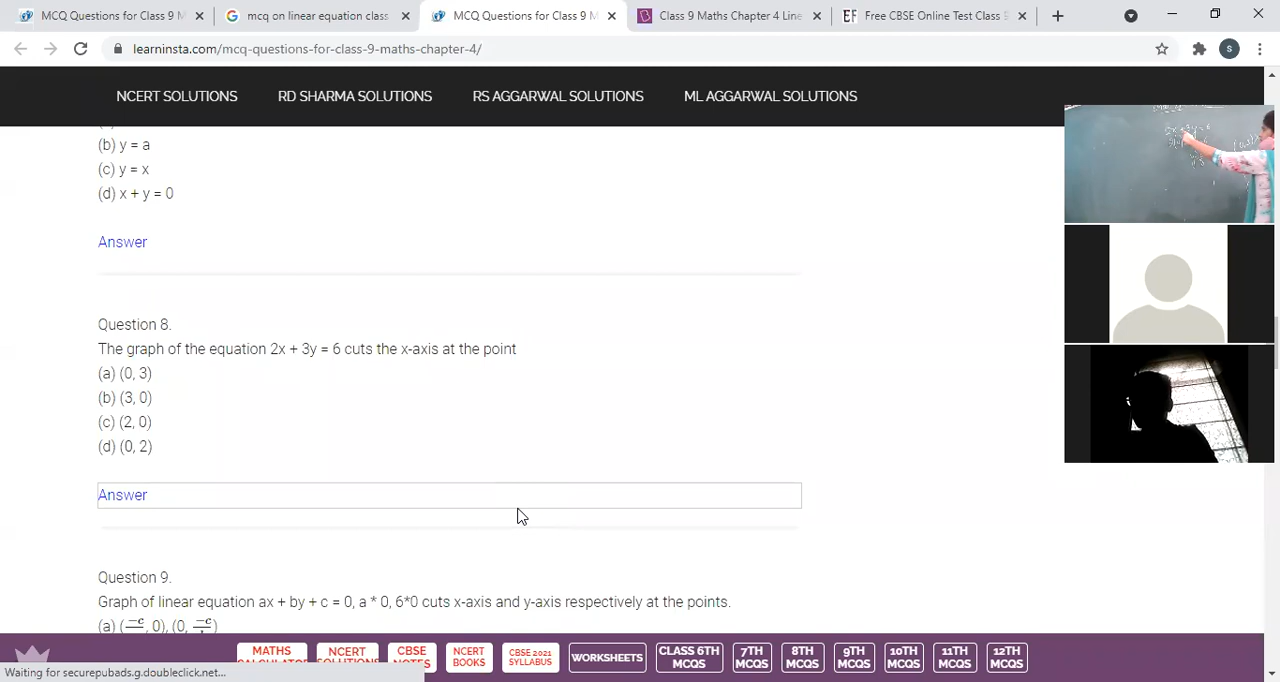 MCQ Questions for Class 9 M
mcq on linear equation class
MCQ Questions for Class 9 M
Class 9 Maths Chapter 4 Line
EF Free CBSE Online Test Class
learninsta.com/mcq-questions-for-class-9-maths-chapter-4/
S
NCERT SOLUTIONS RD SHARMA SOLUTIONS RS AGGARWAL SOLUTIONS ML AGGARWAL SOLUTIONS
(b) y = a
(c) y = x
(d) x + y = 0
Answer
Question 8.
The graph of the equation 2x + 3y = 6 cuts the x-axis at the point
(a) (0, 3)
(b) (3, 0)
(c) (2, 0)
(d) (0, 2)
Answer
Question 9.
Graph of linear equation ax + by + c = 0, a * 0, 6*0 cuts x-axis and y-axis respectively at the points.
MATHS
NCERT
CBSE
NOTES
NCERT
BOOKS
CBSE 2021
SYLLABUS
WORKSHEETS
CLASS 6TH
MCQS
7TH
MCQS
8TH
MCQS
9TH
MCQS
10TH
MCQS
11TH
MCQS
12TH
MCQS
Waiting for securepubads.g.doubleclick.net...